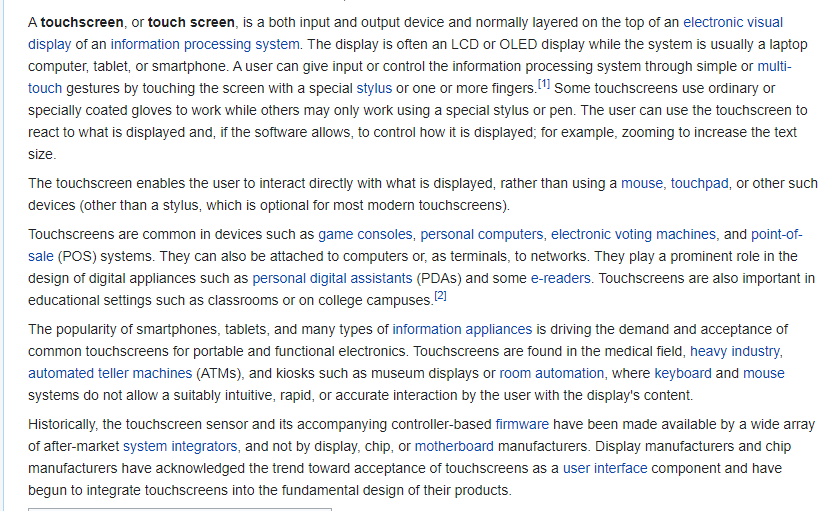 A touchscreen, or touch screen, is a both input and output device and normally layered on the top of an electronic visual
display of an information processing system. The display is often an LCD or OLED display while the system is usually a laptop
computer, tablet, or smartphone. A user can give input or control the information processing system through simple or multi-
touch gestures by touching the screen with a special stylus or one or more fingers.[1] Some touchscreens use ordinary or
specially coated gloves to work while others may only work using a special stylus or pen. The user can use the touchscreen to
react to what is displayed and, if the software allows, to control how it is displayed; for example, zooming to increase the text
size.
The touchscreen enables the user to interact directly with what is displayed, rather than using a mouse, touchpad, or other such
devices (other than a stylus, which is optional for most modern touchscreens).
Touchscreens are common in devices such as game consoles, personal computers, electronic voting machines, and point-of-
sale (POS) systems. They can also be attached to computers or, as terminals, to networks. They play a prominent role in the
design of digital appliances such as personal digital assistants (PDAs) and some e-readers. Touchscreens are also important in
educational settings such as classrooms or on college campuses.[2]
The popularity of smartphones, tablets, and many types of information appliances is driving the demand and acceptance of
common touchscreens for portable and functional electronics. Touchscreens are found in the medical field, heavy industry,
automated teller machines (ATMs), and kiosks such as museum displays or room automation, where keyboard and mouse
systems do not allow a suitably intuitive, rapid, or accurate interaction by the user with the display's content.
Historically, the touchscreen sensor and its accompanying controller-based firmware have been made available by a wide array
of after-market system integrators, and not by display, chip, or motherboard manufacturers. Display manufacturers and chip
manufacturers have acknowledged the trend toward acceptance of touchscreens as a user interface component and have
begun to integrate touchscreens into the fundamental design of their products.